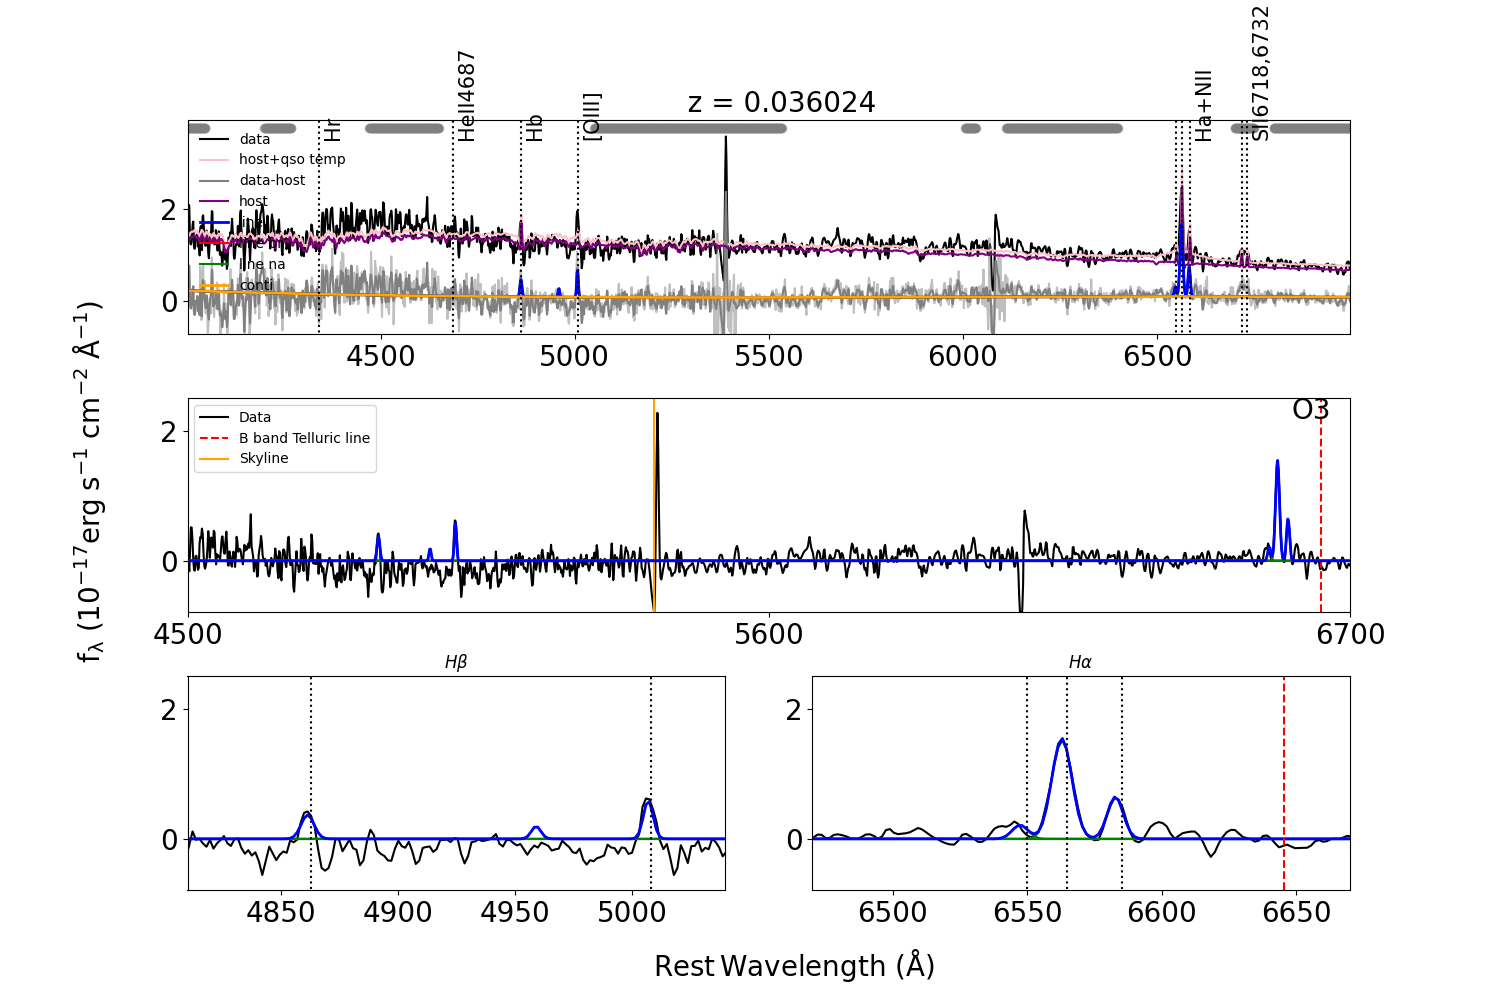 z = 0.036024
Hr
HeII4687
Hb
[OIII]
Ha+NII
SII6718,6732
data
host+qso temp
data-host
host
line
line na
conti
2
0
4500 5000 5500 6000 6500
fλ (10⁻¹⁷erg s⁻¹ cm⁻² Å⁻¹)
Data
B band Telluric line
Skyline
O3
2
0
4500 5600 6700
Hβ
2
0
4850 4900 4950 5000
Hα
2
0
6500 6550 6600 6650
Rest Wavelength (Å)